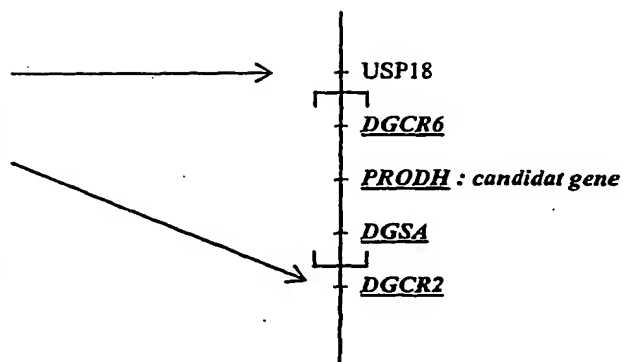 USP18
DGCR6
PRODH : candidat gene
DGSA
DGCR2